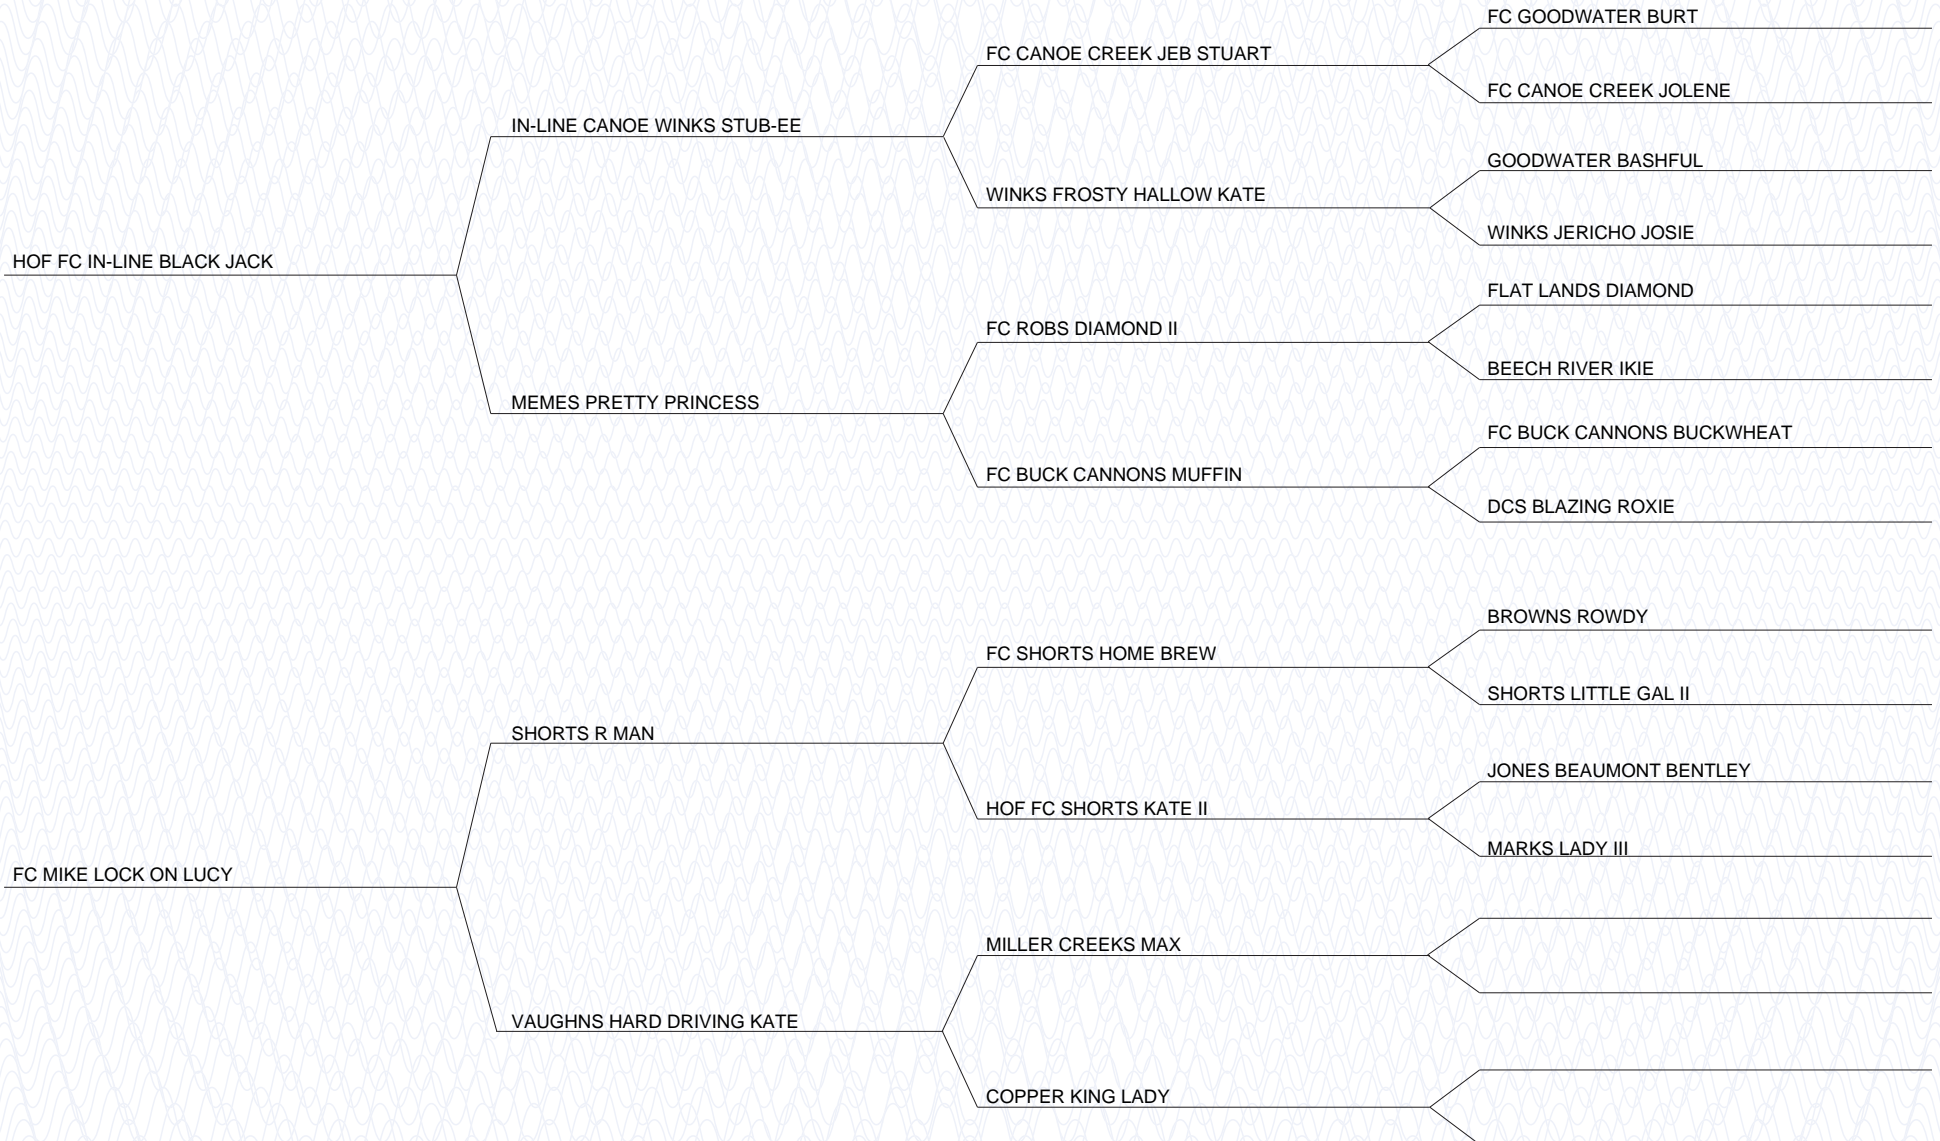 FC GOODWATER BURT
FC CANOE CREEK JEB STUART
FC CANOE CREEK JOLENE
IN-LINE CANOE WINKS STUB-EE
GOODWATER BASHFUL
WINKS FROSTY HALLOW KATE
WINKS JERICHO JOSIE
HOF FC IN-LINE BLACK JACK
FLAT LANDS DIAMOND
FC ROBS DIAMOND II
BEECH RIVER IKIE
MEMES PRETTY PRINCESS
FC BUCK CANNONS BUCKWHEAT
FC BUCK CANNONS MUFFIN
DCS BLAZING ROXIE
BROWNS ROWDY
FC SHORTS HOME BREW
SHORTS LITTLE GAL II
SHORTS R MAN
JONES BEAUMONT BENTLEY
HOF FC SHORTS KATE II
MARKS LADY III
FC MIKE LOCK ON LUCY
MILLER CREEKS MAX
VAUGHNS HARD DRIVING KATE
COPPER KING LADY